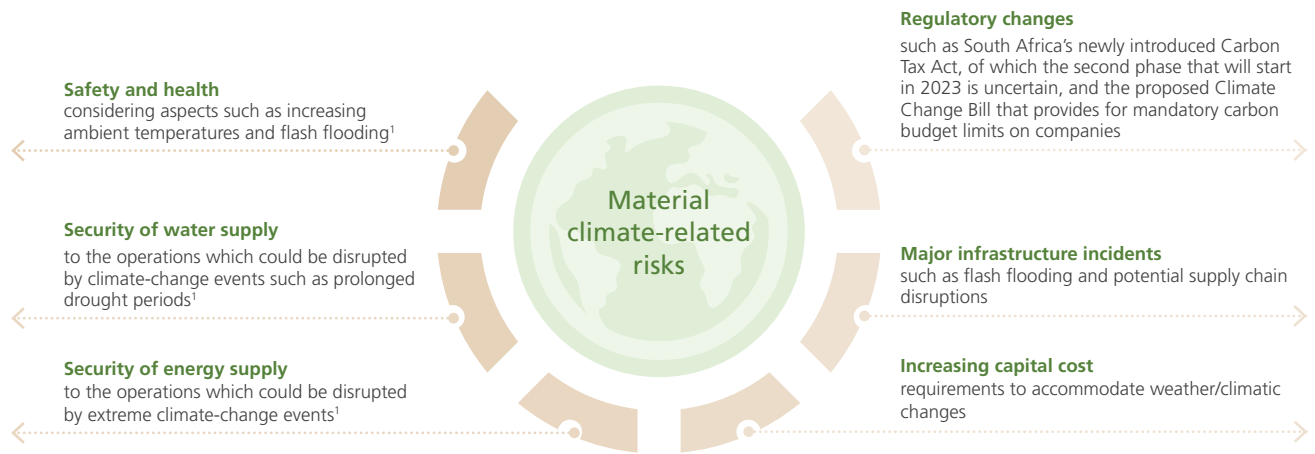 Safety and health
considering aspects such as increasing
ambient temperatures and flash flooding¹
Security of water supply
to the operations which could be disrupted
by climate-change events such as prolonged
drought periods¹
Security of energy supply
to the operations which could be disrupted
by extreme climate-change events¹
Material
climate-related
risks
Regulatory changes
such as South Africa’s newly introduced Carbon
Tax Act, of which the second phase that will start
in 2023 is uncertain, and the proposed Climate
Change Bill that provides for mandatory carbon
budget limits on companies
Major infrastructure incidents
such as flash flooding and potential supply chain
disruptions
Increasing capital cost
requirements to accommodate weather/climatic
changes